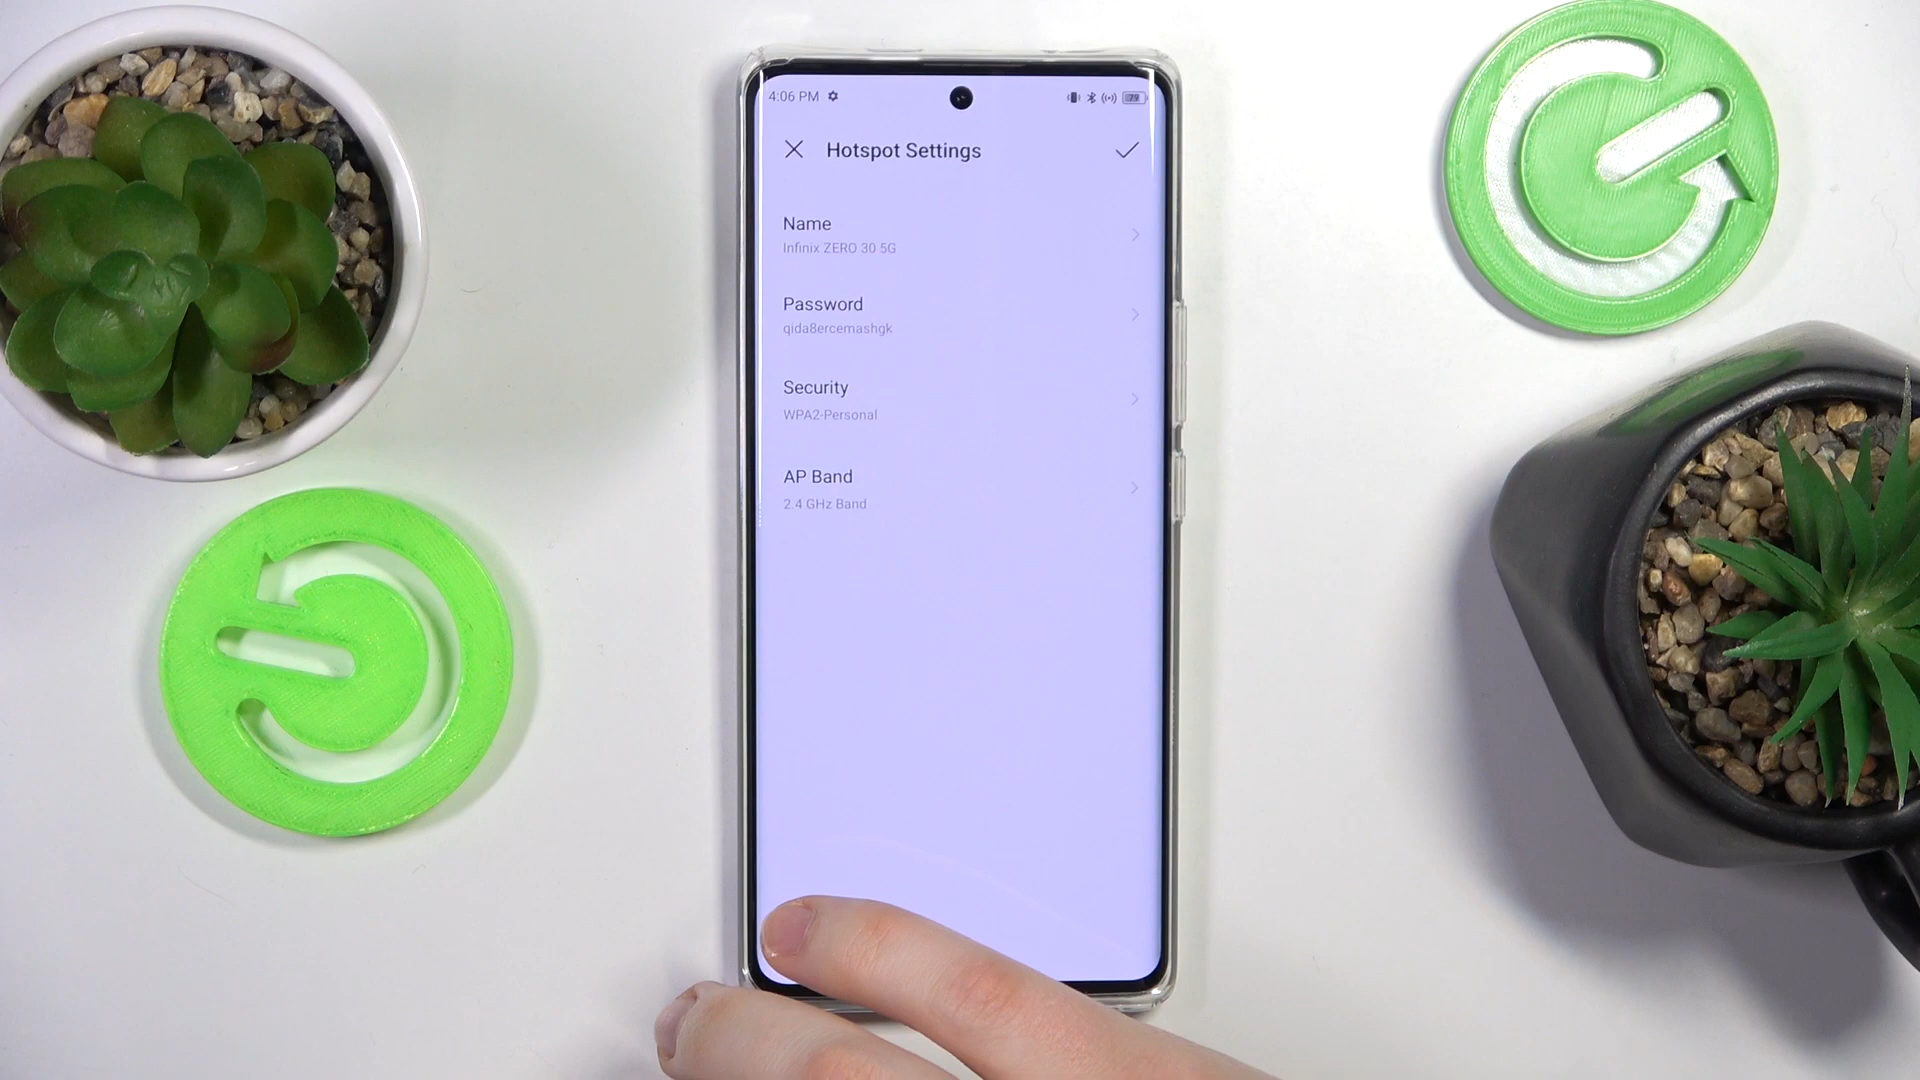 4:06 PM
79
Hotspot Settings
Name
Infinix ZERO 30 5G
Password
qida8ercemashgk
Security
WPA2-Personal
AP Band
2.4 GHz Band